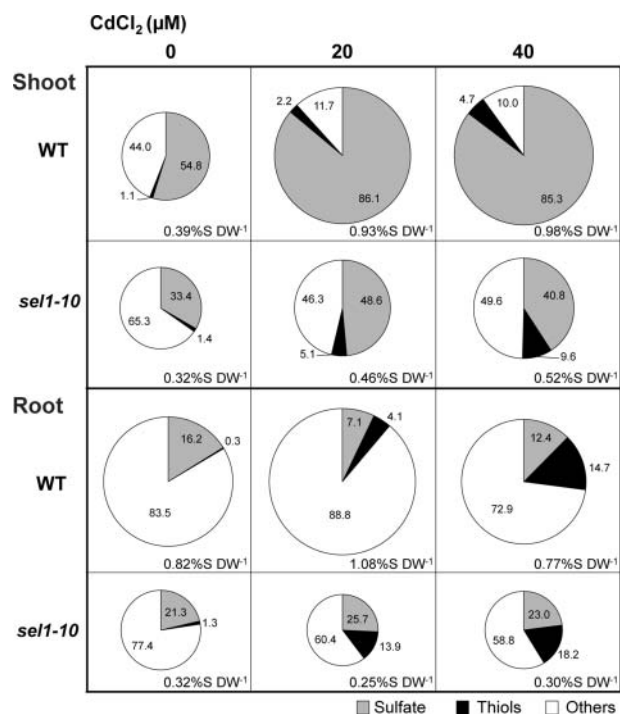 CdCl₂ (µM)
0 20 40
Shoot
WT
44.0 54.8 1.1
0.39%S DW⁻¹
2.2 11.7 86.1
0.93%S DW⁻¹
4.7 10.0 85.3
0.98%S DW⁻¹
sel1-10
33.4 65.3 1.4
0.32%S DW⁻¹
46.3 48.6 5.1
0.46%S DW⁻¹
49.6 40.8 9.6
0.52%S DW⁻¹
Root
WT
16.2 0.3 83.5
0.82%S DW⁻¹
7.1 4.1 88.8
1.08%S DW⁻¹
12.4 14.7 72.9
0.77%S DW⁻¹
sel1-10
21.3 1.3 77.4
0.32%S DW⁻¹
25.7 60.4 13.9
0.25%S DW⁻¹
23.0 58.8 18.2
0.30%S DW⁻¹
Sulfate Thiols Others